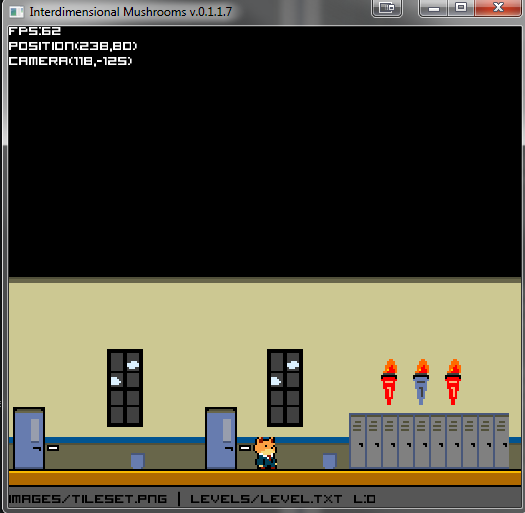 Interdimensional Mushrooms v.0.1.1.7
FPS:62
POSITION(238,80)
CAMERA(118,-125)
IMAGES/TILESET.PNG | LEVELS/LEVEL.TXT L:0